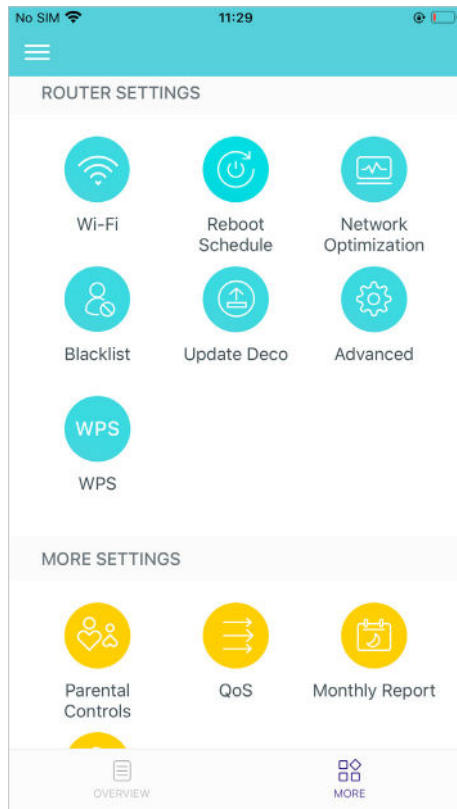 No SIM 11:29
ROUTER SETTINGS
Wi-Fi Reboot Network
Schedule Optimization
Blacklist Update Deco Advanced
WPS
WPS
MORE SETTINGS
Parental QoS Monthly Report
Controls
OVERVIEW MORE